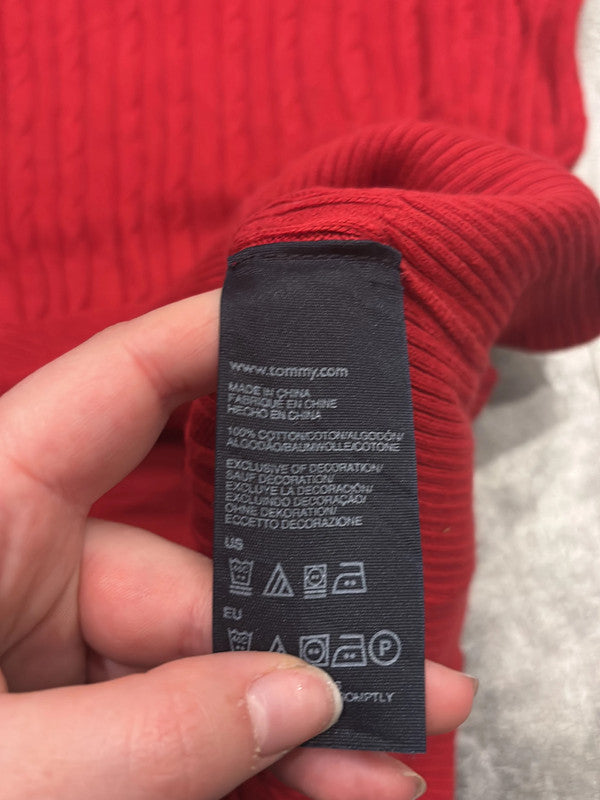 www.tommy.com
MADE IN CHINA
FABRIQUÉ EN CHINE
HECHO EN CHINA
100% COTTON/COTON/ALGODÓN/
ALGODÃO/BAUMWOLLE/COTONE
EXCLUSIVE OF DECORATION/
SAUF DÉCORATION/
EXCLUYE LA DECORACIÓN/
EXCLUINDO DECORAÇÃO/
OHNE DEKORATION/
ECCETTO DECORAZIONE
US
EU
P